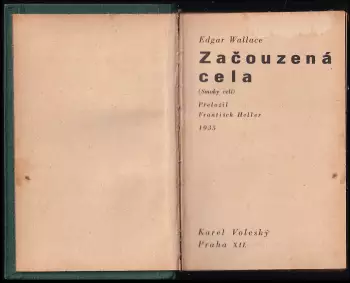 Edgar Wallace
Začouzená
cela
(Smoky cell)
Přeložil
František Heller
1935
Karel Voleský
Praha XII.